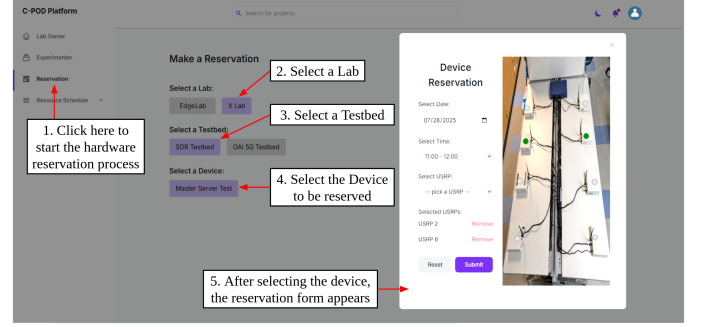 C-POD Platform
Search for projects
Lab Owner
Experimenter
Reservation
Resource Schedule
1. Click here to
start the hardware
reservation process
Make a Reservation
2. Select a Lab
Select a Lab:
EdgeLab
X Lab
3. Select a Testbed
Select a Testbed:
SDR Testbed
OAI 5G Testbed
Select a Device:
Master Server Test
4. Select the Device
to be reserved
5. After selecting the device,
the reservation form appears
Device
Reservation
Select Date:
07/28/2025
Select Time:
11:00 - 12:00
Select USRP:
-- pick a USRP --
Selected USRPs:
USRP 2
Remove
USRP 6
Remove
Reset
Submit